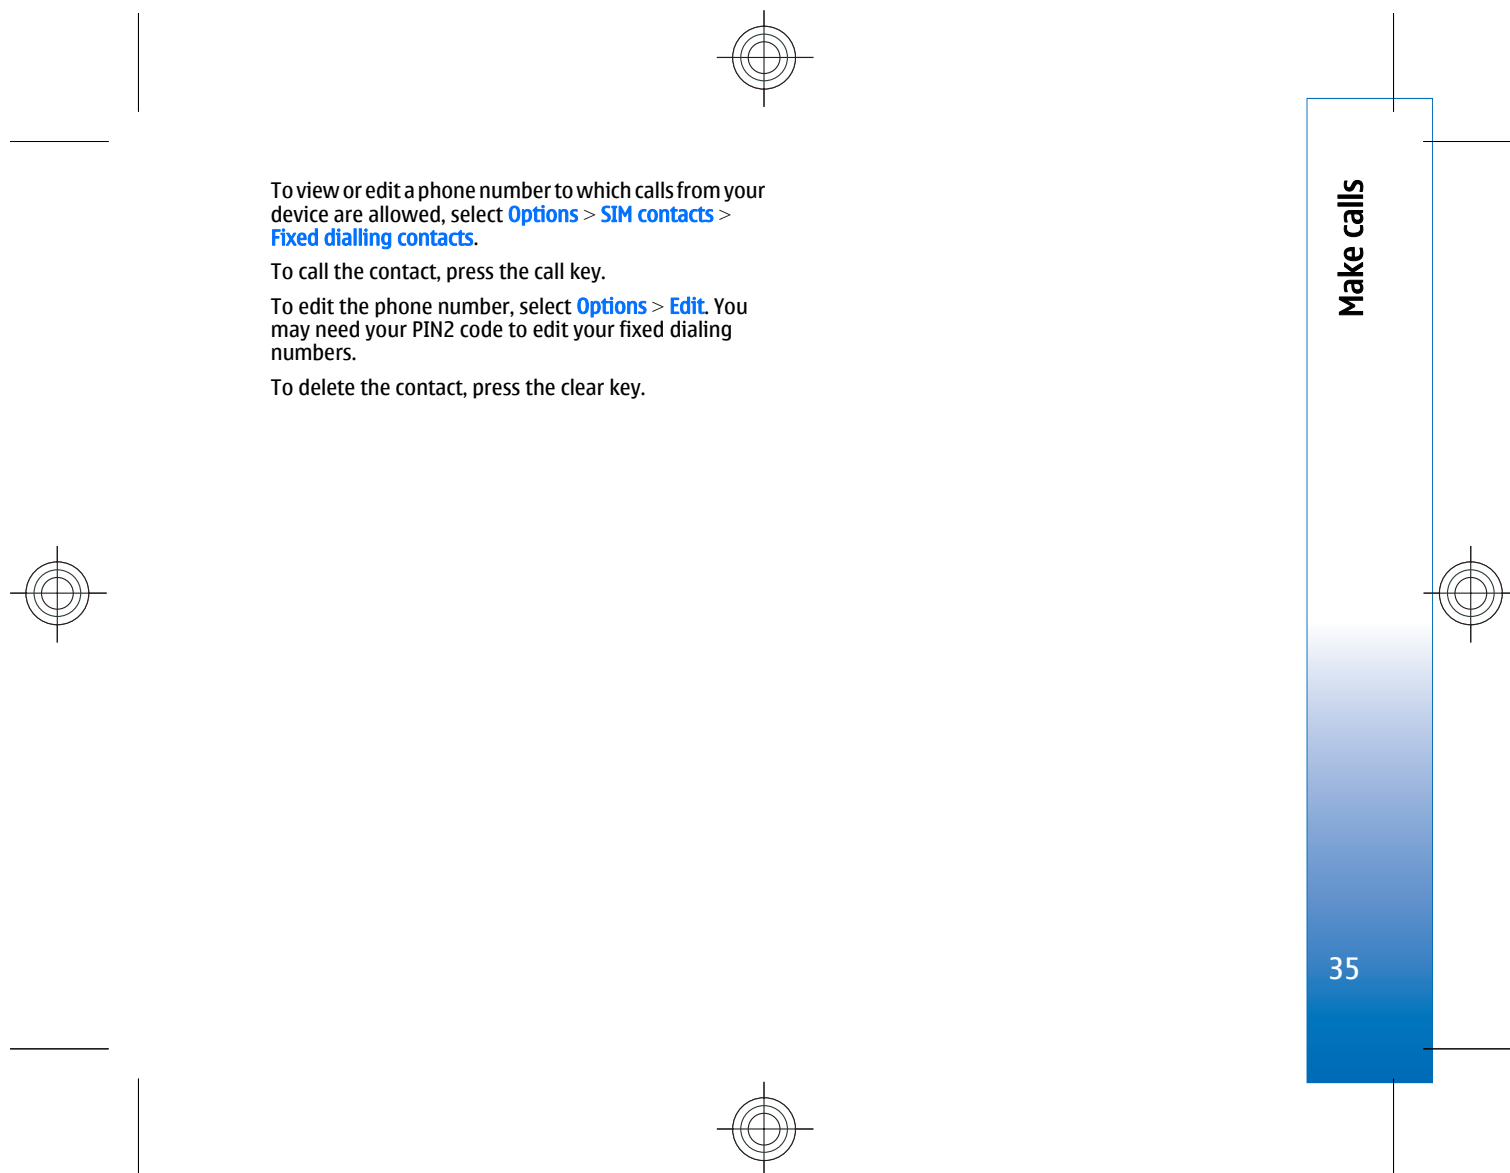 To view or edit a phone number to which calls from your
device are allowed, select Options > SIM contacts >
Fixed dialling contacts.
To call the contact, press the call key.
To edit the phone number, select Options > Edit. You
may need your PIN2 code to edit your fixed dialing
numbers.
To delete the contact, press the clear key.
Make calls
35